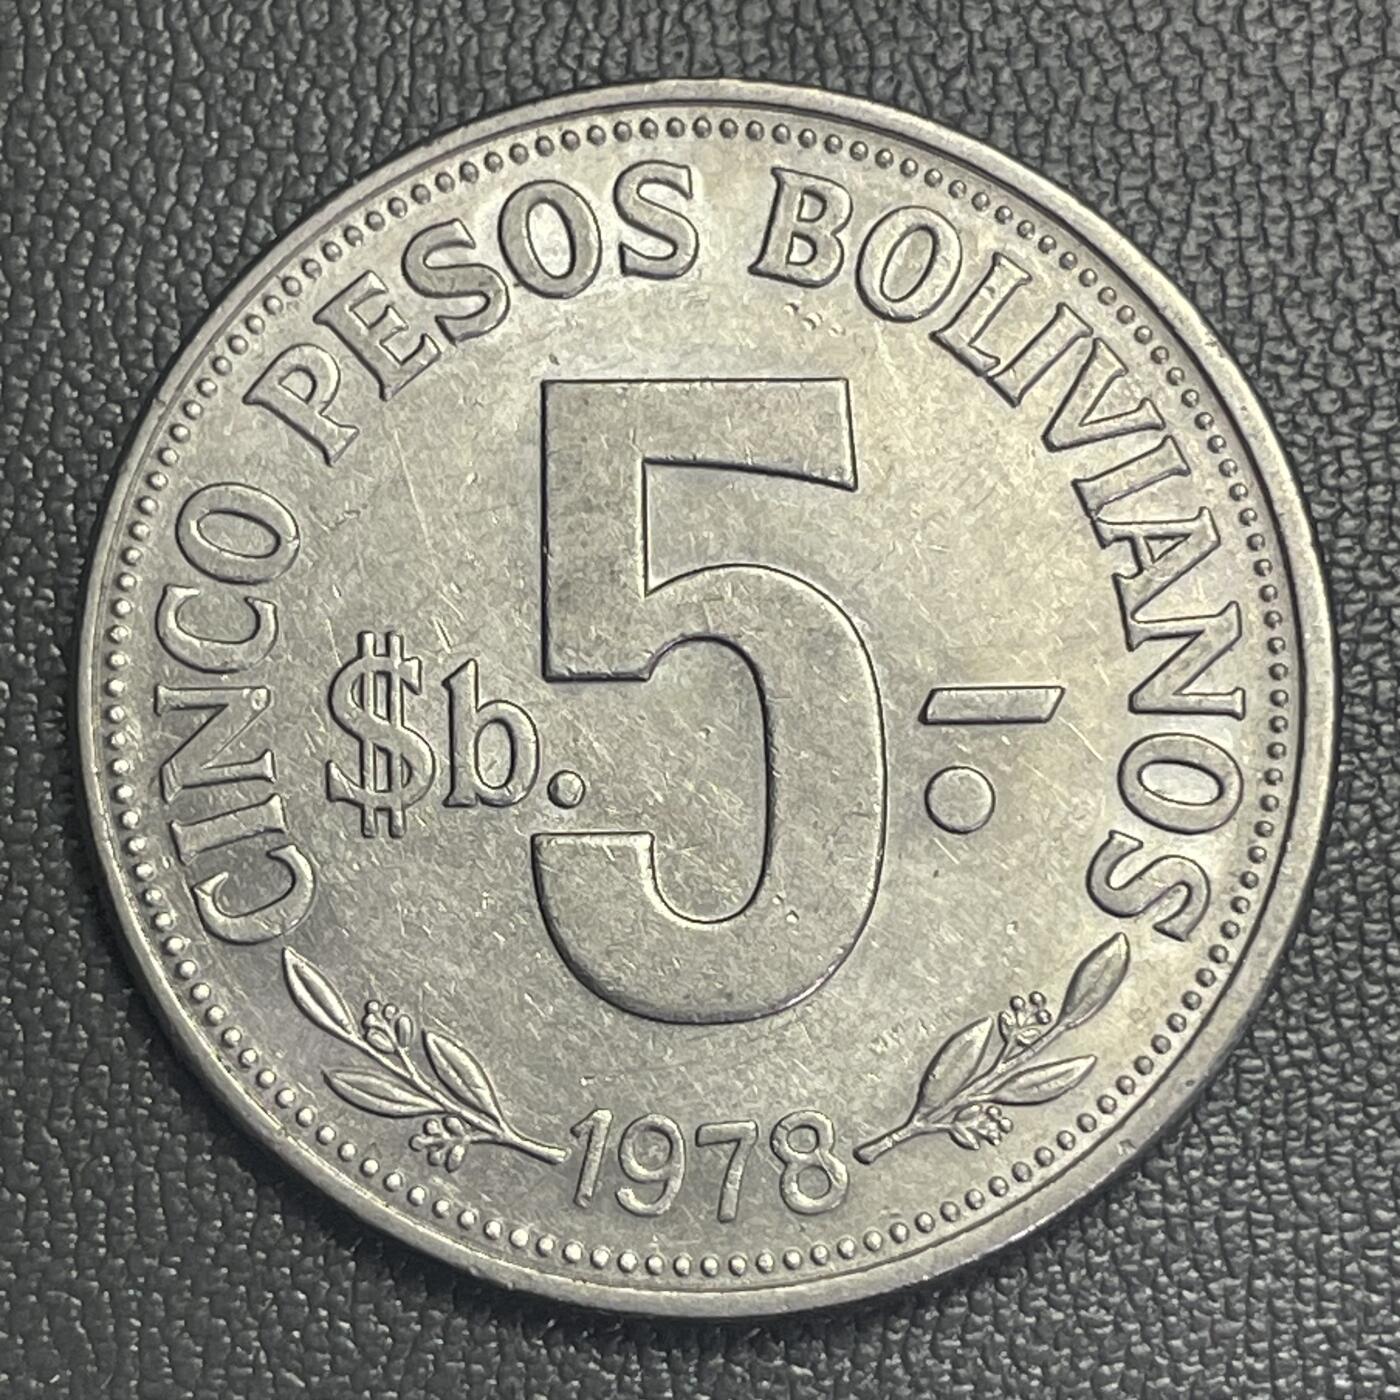 CINCO PESOS BOLIVIANOS
$b. 5.-
1978